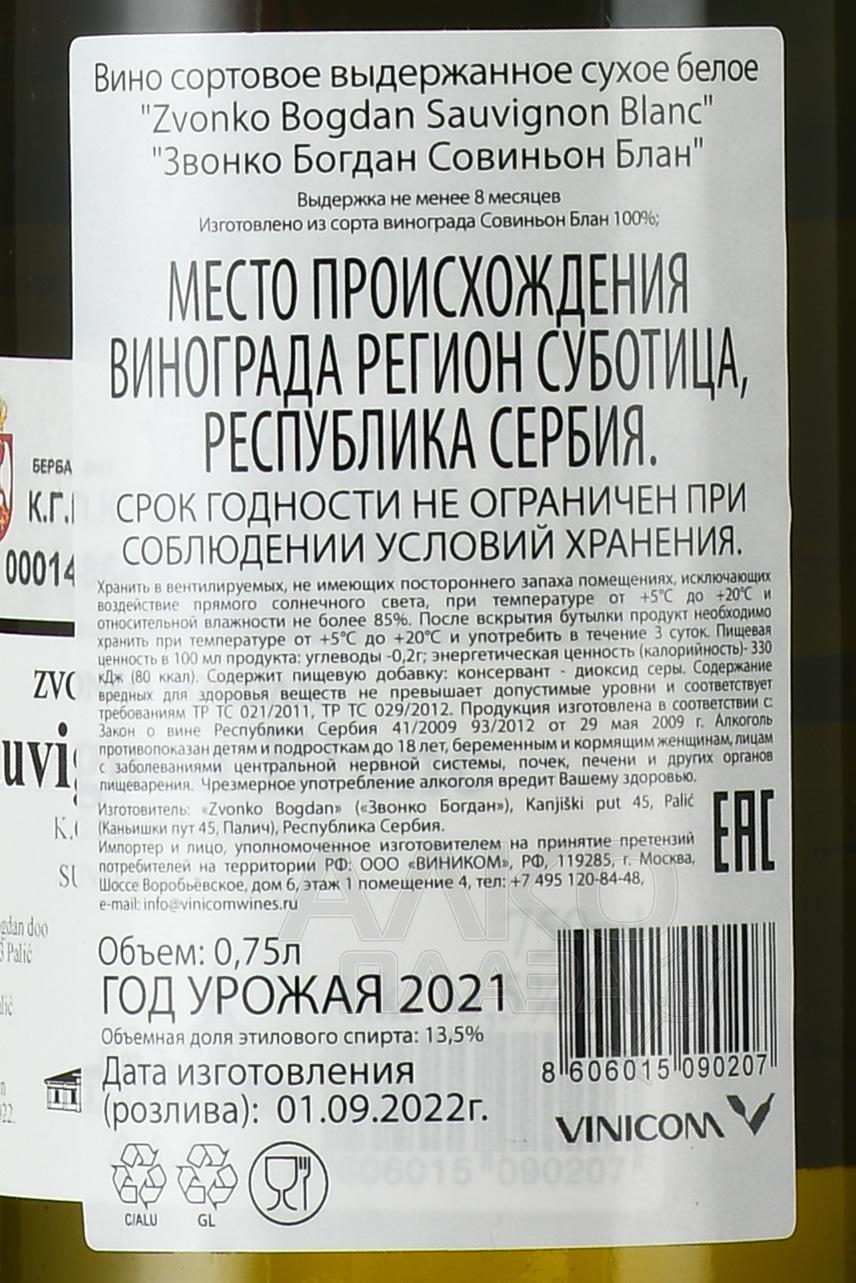 Вино сортовое выдержанное сухое белое
"Zvonko Bogdan Sauvignon Blanc"
"Звонко Богдан Совиньон Блан"
Выдержка не менее 8 месяцев
Изготовлено из сорта винограда Совиньон Блан 100%;
МЕСТО ПРОИСХОЖДЕНИЯ
ВИНОГРАДА РЕГИОН СУБОТИЦА,
РЕСПУБЛИКА СЕРБИЯ.
СРОК ГОДНОСТИ НЕ ОГРАНИЧЕН ПРИ
СОБЛЮДЕНИИ УСЛОВИЙ ХРАНЕНИЯ.
Хранить в вентилируемых, не имеющих постороннего запаха помещениях, исключающих
воздействие прямого солнечного света, при температуре от +5°С до +20°С и
относительной влажности не более 85%. После вскрытия бутылки продукт необходимо
хранить при температуре от +5°С до +20°С и употребить в течение 3 суток. Пищевая
ценность в 100 мл продукта: углеводы -0,2г; энергетическая ценность (калорийность)- 330
кДж (80 ккал). Содержит пищевую добавку: консервант - диоксид серы. Содержание
вредных для здоровья веществ не превышает допустимые уровни и соответствует
требованиям ТР ТС 021/2011, ТР ТС 029/2012. Продукция изготовлена в соответствии с:
Закон о вине Республики Сербия 41/2009 93/2012 от 29 мая 2009 г. Алкоголь
противопоказан детям и подросткам до 18 лет, беременным и кормящим женщинам, лицам
с заболеваниями центральной нервной системы, почек, печени и других органов
пищеварения. Чрезмерное употребление алкоголя вредит Вашему здоровью.
Изготовитель: «Zvonko Bogdan» («Звонко Богдан»), Kanjiški put 45, Palić
(Каньишки пут 45, Палич), Республика Сербия.
Импортер и лицо, уполномоченное изготовителем на принятие претензий
потребителей на территории РФ: ООО «ВИНИКОМ», РФ, 119285, г. Москва,
Шоссе Воробьёвское, дом 6, этаж 1 помещение 4, тел: +7 495 120-84-48,
e-mail: info@vinicomwines.ru
EAC
Объем: 0,75л
ГОД УРОЖАЯ 2021
Объемная доля этилового спирта: 13,5%
Дата изготовления
(розлива): 01.09.2022г.
8 606015 090207
VINICOM
C/ALU
GL
БЕРБА
К.Г.
00014
ZVO
uvig
K.
SU
gdan doo
Palić
22.
АЛКО
ПЛАЗА